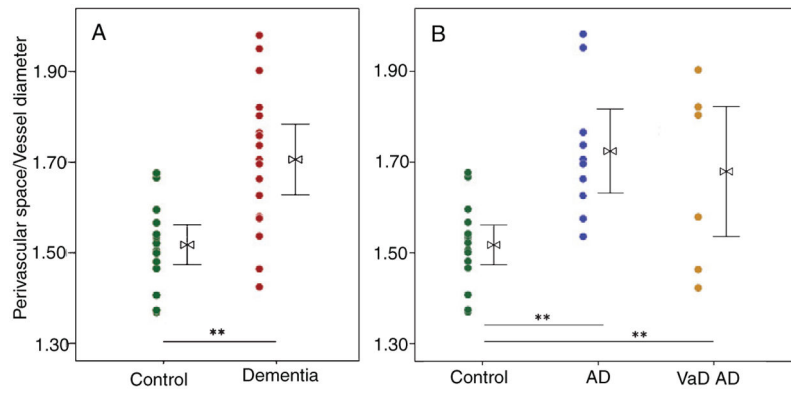 A
B
Perivascular space/Vessel diameter
1.90
1.70
1.50
1.30
1.90
1.70
1.50
1.30
**
**
**
Control
Dementia
Control
AD
VaD AD